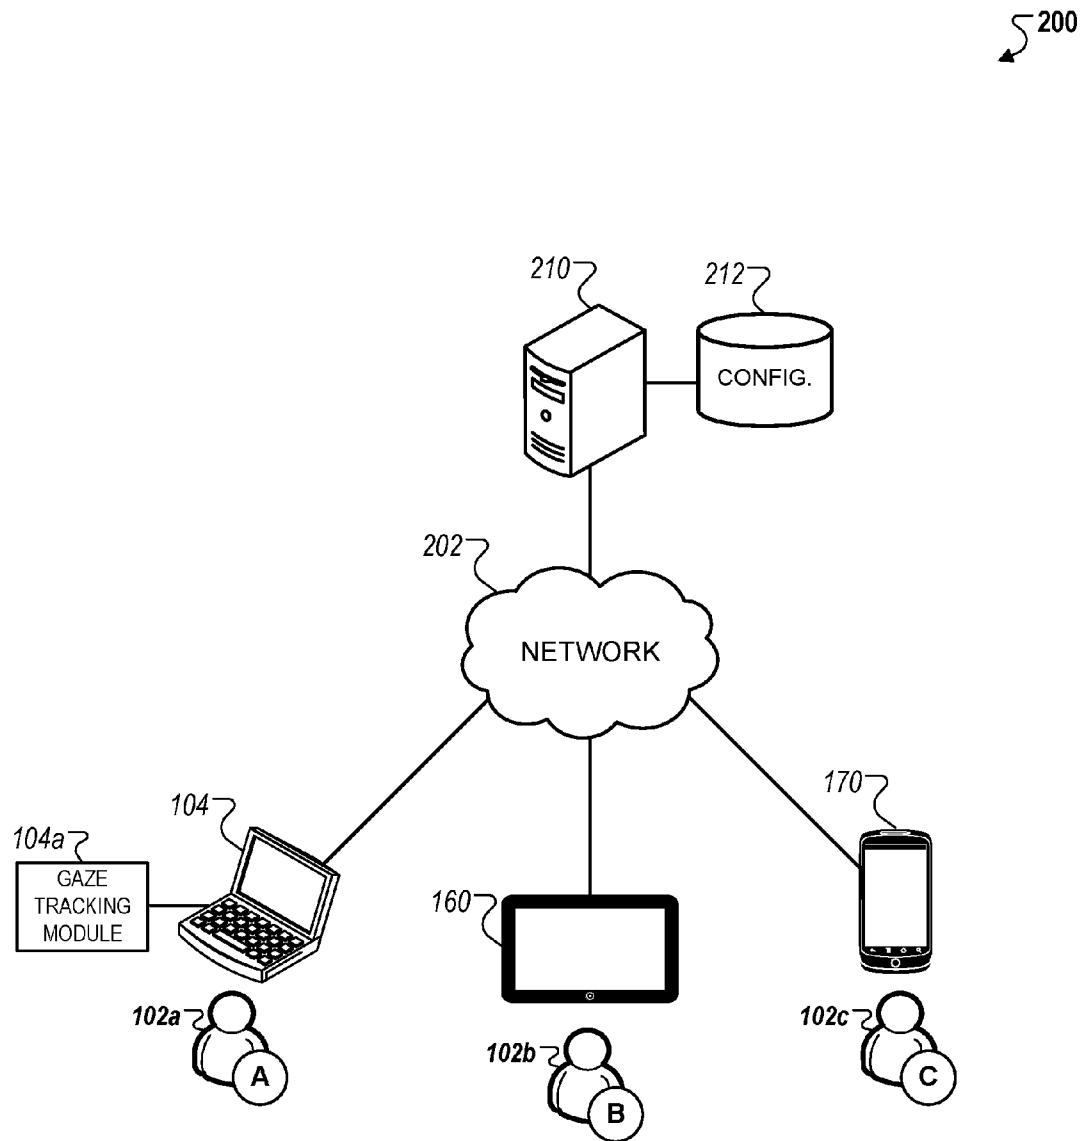 200
210
212
CONFIG.
202
NETWORK
104
170
104a
GAZE
TRACKING
MODULE
160
102a
102b
102c
A
B
C